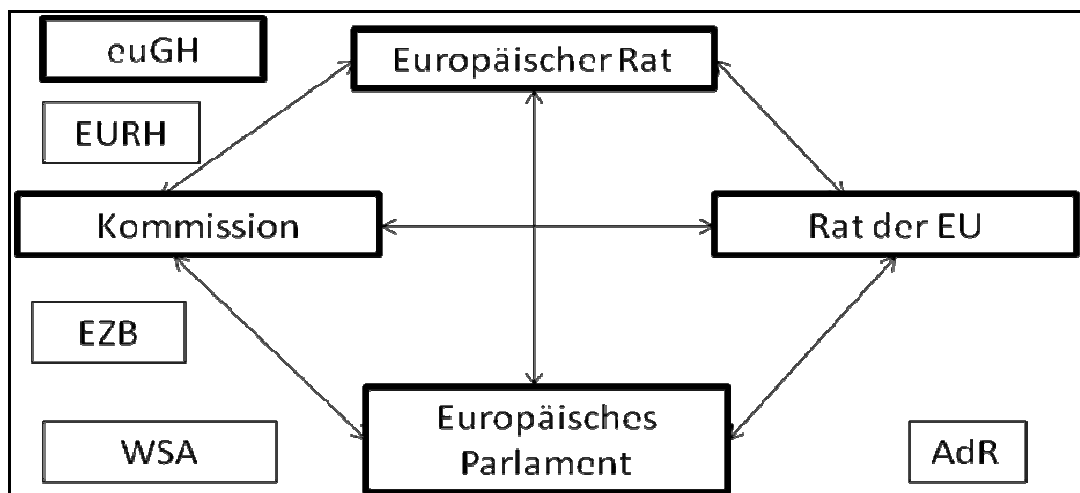 euGH
Europäischer Rat
EURH
Kommission
Rat der EU
EZB
Europäisches
Parlament
WSA
AdR